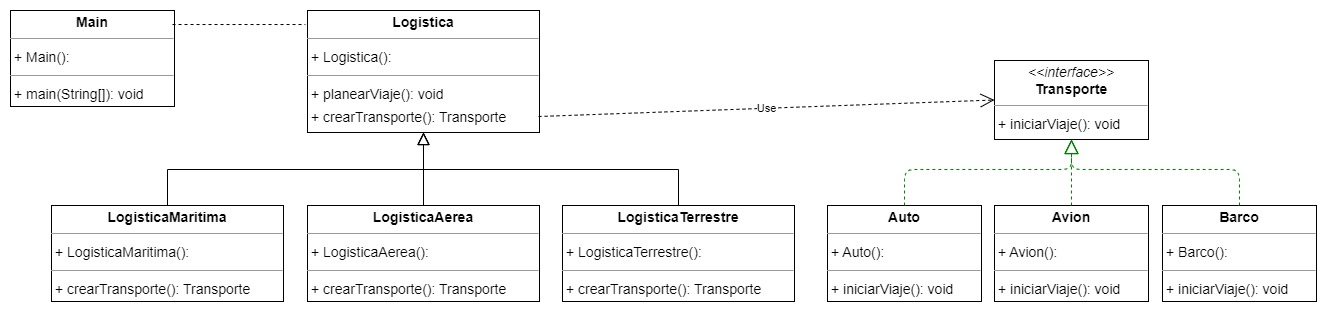 Main
+ Main():
+ main(String[]): void
Logistica
+ Logistica():
+ planearViaje(): void
+ crearTransporte(): Transporte
Use
<<interface>>
Transporte
+ iniciarViaje(): void
LogisticaMaritima
+ LogisticaMaritima():
+ crearTransporte(): Transporte
LogisticaAerea
+ LogisticaAerea():
+ crearTransporte(): Transporte
LogisticaTerrestre
+ LogisticaTerrestre():
+ crearTransporte(): Transporte
Auto
+ Auto():
+ iniciarViaje(): void
Avion
+ Avion():
+ iniciarViaje(): void
Barco
+ Barco():
+ iniciarViaje(): void